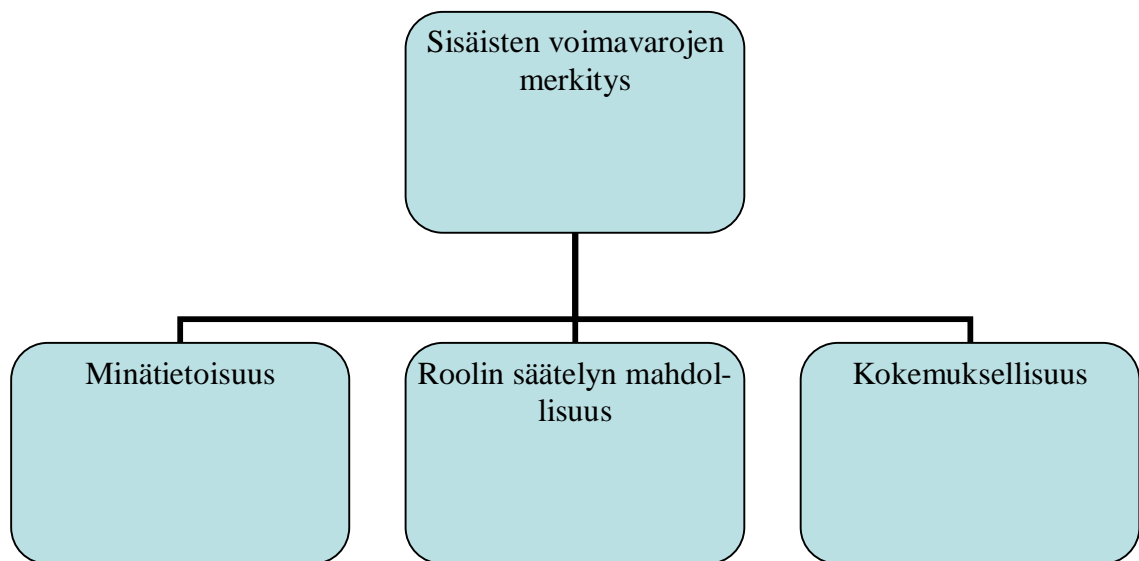 Sisäisten voimavarojen
merkitys
Minätietoisuus
Roolin säätelyn mahdol-
lisuus
Kokemuksellisuus